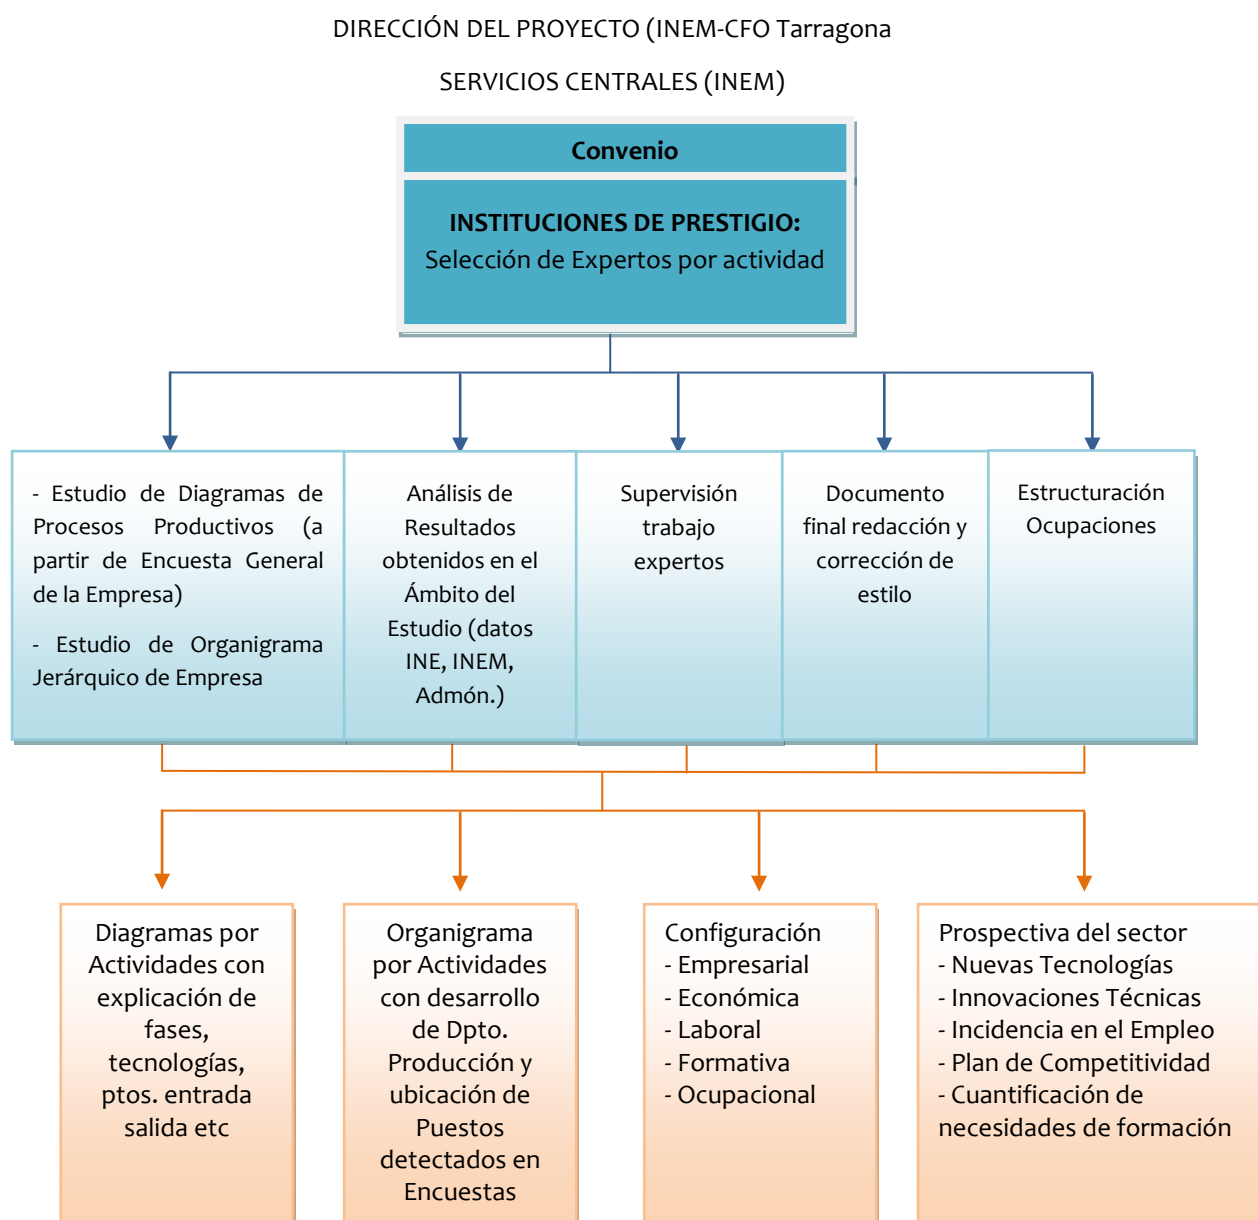 DIRECCIÓN DEL PROYECTO (INEM-CFO Tarragona
SERVICIOS CENTRALES (INEM)
Convenio
INSTITUCIONES DE PRESTIGIO:
Selección de Expertos por actividad
- Estudio de Diagramas de
Procesos Productivos (a
partir de Encuesta General
de la Empresa)
- Estudio de Organigrama
Jerárquico de Empresa
Análisis de
Resultados
obtenidos en el
Ámbito del
Estudio (datos
INE, INEM,
Admón.)
Supervisión
trabajo
expertos
Documento
final redacción y
corrección de
estilo
Estructuración
Ocupaciones
Diagramas por
Actividades con
explicación de
fases,
tecnologías,
ptos. entrada
salida etc
Organigrama
por Actividades
con desarrollo
de Dpto.
Producción y
ubicación de
Puestos
detectados en
Encuestas
Configuración
- Empresarial
- Económica
- Laboral
- Formativa
- Ocupacional
Prospectiva del sector
- Nuevas Tecnologías
- Innovaciones Técnicas
- Incidencia en el Empleo
- Plan de Competitividad
- Cuantificación de
necesidades de formación